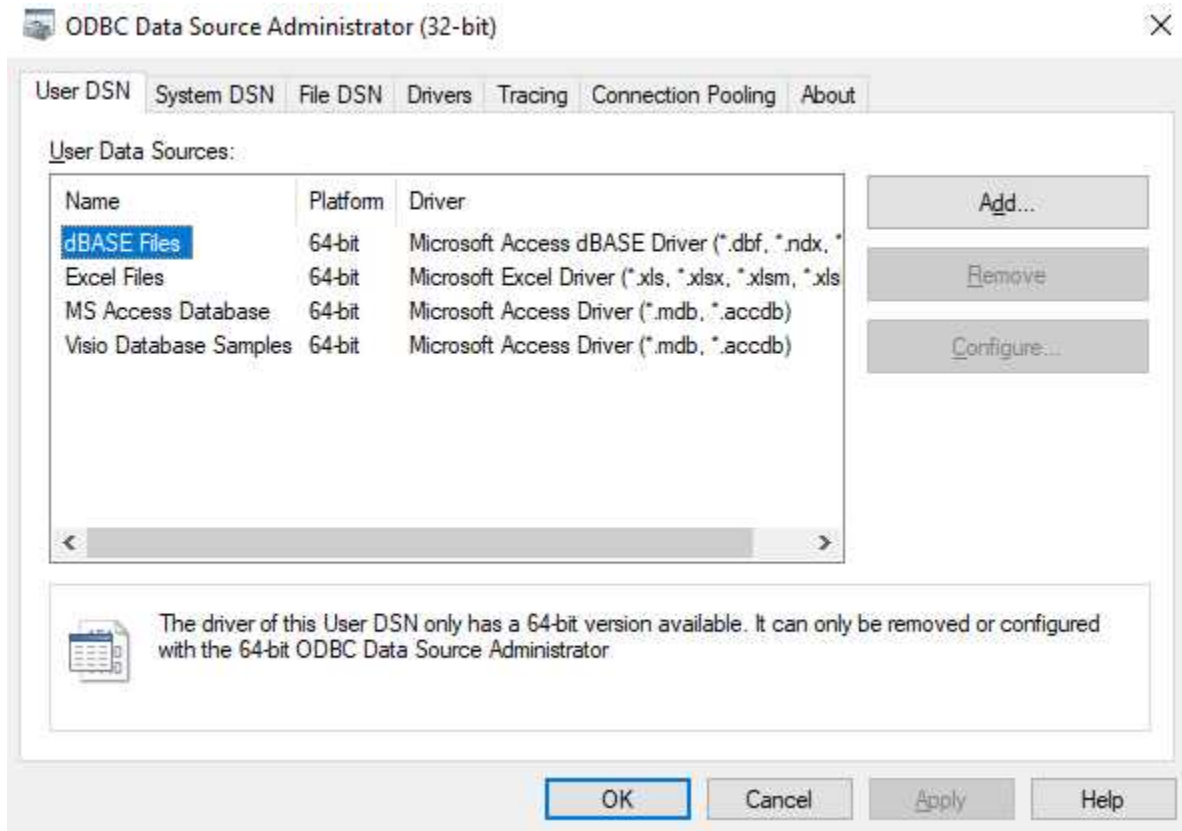 ODBC Data Source Administrator (32-bit)
User DSN System DSN File DSN Drivers Tracing Connection Pooling About
User Data Sources:
Name Platform Driver
Add...
dBASE Files 64-bit Microsoft Access dBASE Driver (*.dbf, *.ndx, *
Excel Files 64-bit Microsoft Excel Driver (*.xls, *.xlsx, *.xlsm, *.xls
Remove
MS Access Database 64-bit Microsoft Access Driver (*.mdb, *.accdb)
Visio Database Samples 64-bit Microsoft Access Driver (*.mdb, *.accdb)
Configure...
The driver of this User DSN only has a 64-bit version available. It can only be removed or configured
with the 64-bit ODBC Data Source Administrator
OK Cancel Apply Help